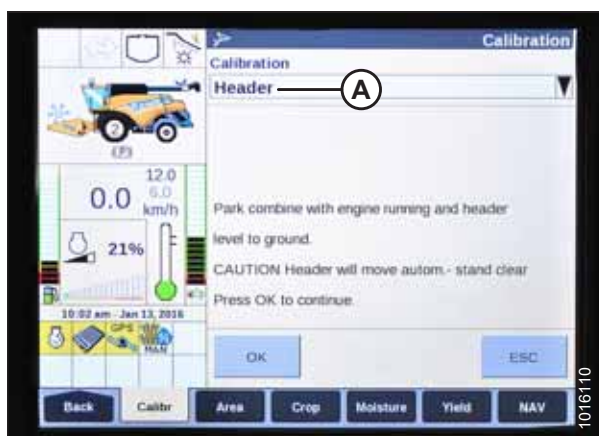 Calibration
Calibration
Header
A
2
(F)
12.0
0.0
6.0
km/h
21%
Park combine with engine running and header
level to ground.
CAUTION Header will move autom.- stand clear
Press OK to continue.
10:02 am Jan 13, 2016
GPS
MAN
OK
ESC
Back
Calibr
Area
Crop
Moisture
Yield
NAV
1016110